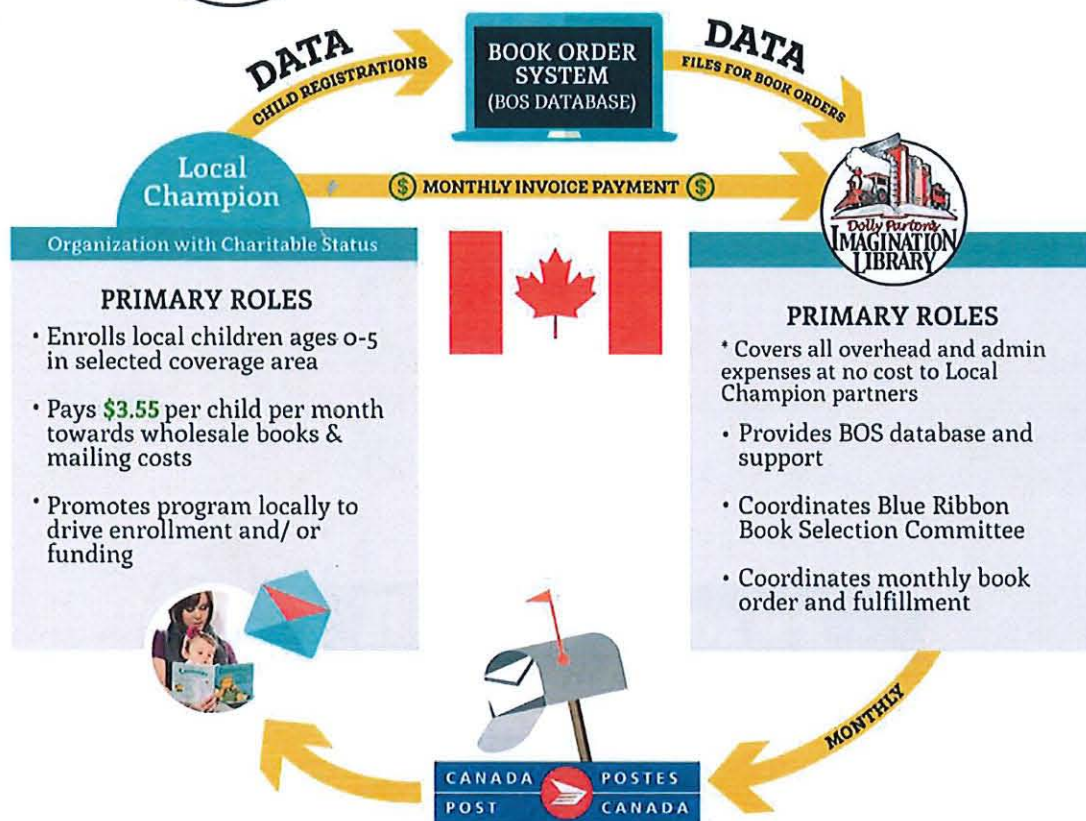 DATA
CHILD REGISTRATIONS
BOOK ORDER
SYSTEM
(BOS DATABASE)
DATA
FILES FOR BOOK ORDERS
Local
Champion
$ MONTHLY INVOICE PAYMENT $
Dolly Parton's
IMAGINATION
LIBRARY
Organization with Charitable Status
PRIMARY ROLES
• Enrolls local children ages 0-5
in selected coverage area
• Pays $3.55 per child per month
towards wholesale books &
mailing costs
• Promotes program locally to
drive enrollment and/ or
funding
PRIMARY ROLES
* Covers all overhead and admin
expenses at no cost to Local
Champion partners
• Provides BOS database and
support
• Coordinates Blue Ribbon
Book Selection Committee
• Coordinates monthly book
order and fulfillment
MONTHLY
CANADA POSTES
POST CANADA